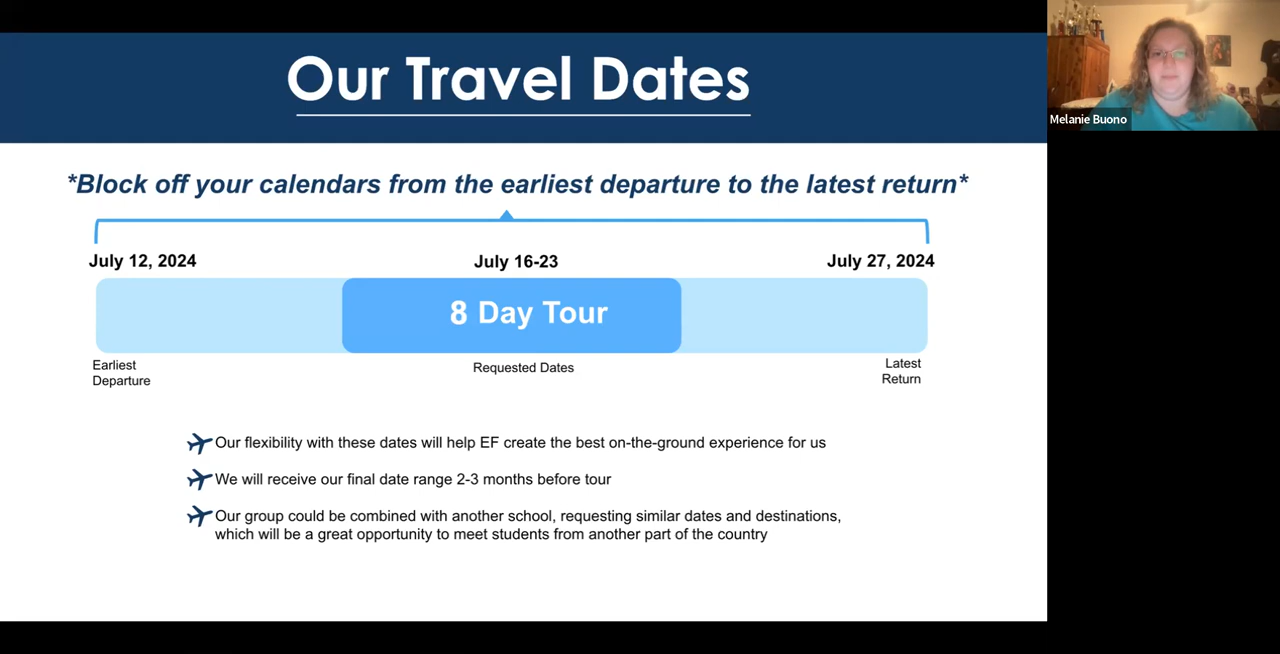 Our Travel Dates
Melanie Buono
*Block off your calendars from the earliest departure to the latest return*
July 12, 2024
July 16-23
July 27, 2024
8 Day Tour
Earliest
Departure
Requested Dates
Latest
Return
Our flexibility with these dates will help EF create the best on-the-ground experience for us
We will receive our final date range 2-3 months before tour
Our group could be combined with another school, requesting similar dates and destinations,
which will be a great opportunity to meet students from another part of the country